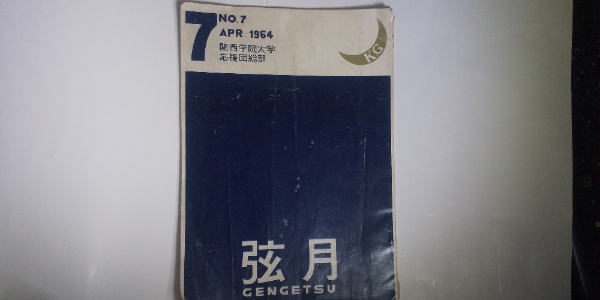 7
NO.7
APR. 1964
関西学院大学
応援団総部
KG
弦月
GENGETSU